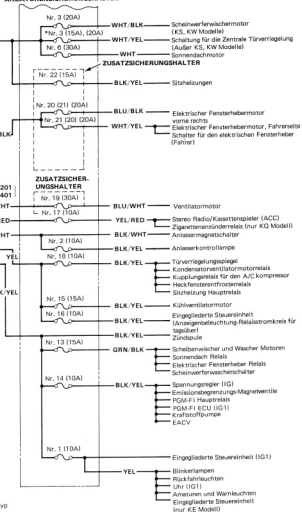 Nr. 3 (20A)
WHT/BLK
Scheinwerferwischermotor
(KS, KW Modelle)
*Nr. 3 (15A), (20A)
WHT/YEL
Schaltung für die Zentrale Türverriegelung
(Außer KS, KW Modelle)
Nr. 6 (30A)
WHT
Sonnendachmotor
ZUSATZSICHERUNGSHALTER
Nr. 22 (15A)
BLK/YEL
Sitzheizungen
Nr. 20 (21) (20A)
BLU/BLK
Elektrischer Fensterhebermotor
vorne rechts
Nr. 21 (20) (20A)
WHT/YEL
Elektrischer Fensterhebermotor, Fahrerseite
Schalter für den elektrischen Fensterheber
(Fahrer)
BLK
ZUSATZSICHER-
UNGSHALTER
201
401
Nr. 19 (30A)
HT
BLU/WHT
Ventilatormotor
Nr. 17 (10A)
RED
YEL/RED
Stereo Radio/Kassettenspieler (ACC)
Zigarettenanzünderrelais (nur KQ Modell)
HT
BLK/WHT
Anlassermagnetschalter
Nr. 2 (10A)
BLK/YEL
Anlasserkontrollampe
YEL
Nr. 18 (10A)
BLK/YEL
Türverriegelungsspiegel
Kondensatorventilatormotorrelais
Kupplungsrelais für den A/C kompressor
Heckfensterentfrosterrelais
Sitzheizung Hauptrelais
K/YEL
Nr. 15 (15A)
BLK/YEL
Kühlventilatormotor
Nr. 16 (10A)
BLK/YEL
Eingegliederte Steuereinheit
(Anzeigenbeleuchtung-Relaisstromkreis für
tagsüber)
BLK/YEL
Zündspule
Nr. 13 (15A)
GRN/BLK
Scheibenwischer und Wascher Motoren
Sonnendach Relais
Elektrischer Fensterheber Relais
Scheinwerferwascherschalter
Nr. 14 (10A)
BLK/YEL
Spannungsregler (IG)
Emissionsbegrenzungs-Magnetventile
PGM-FI Hauptrelais
PGM-FI ECU (IG1)
Kraftstoffpumpe
EACV
Nr. 1 (10A)
Eingegliederte Steuereinheit (IG1)
YEL
Blinkerlampen
Rückfahrleuchten
Uhr (IG1)
Amaturen und Warnleuchten
Eingegliederte Steuereinheit
(nur KE Modell)
yp